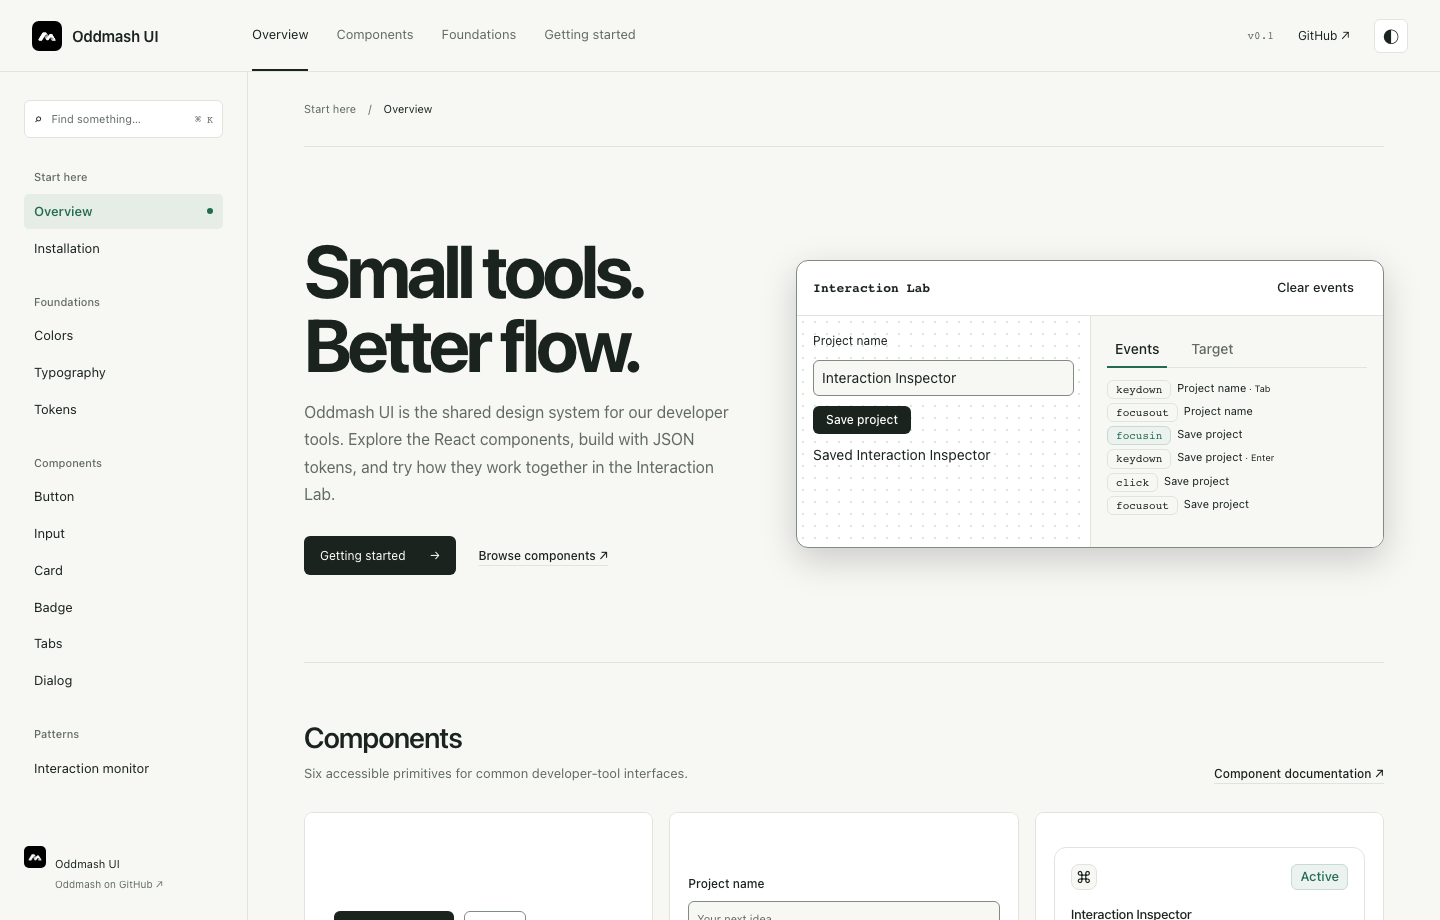 Oddmash UI
Overview
Components
Foundations
Getting started
v0.1
GitHub ↗
Find something...
⌘ K
Start here
Overview
Installation
Foundations
Colors
Typography
Tokens
Components
Button
Input
Card
Badge
Tabs
Dialog
Patterns
Interaction monitor
Oddmash UI
Oddmash on GitHub ↗
Start here / Overview
Small tools.
Better flow.
Oddmash UI is the shared design system for our developer
tools. Explore the React components, build with JSON
tokens, and try how they work together in the Interaction
Lab.
Getting started →
Browse components ↗
Interaction Lab
Clear events
Project name
Interaction Inspector
Save project
Saved Interaction Inspector
Events
Target
keydown Project name · Tab
focusout Project name
focusin Save project
keydown Save project · Enter
click Save project
focusout Save project
Components
Six accessible primitives for common developer-tool interfaces.
Component documentation ↗
Project name
Your next idea
⌘
Active
Interaction Inspector